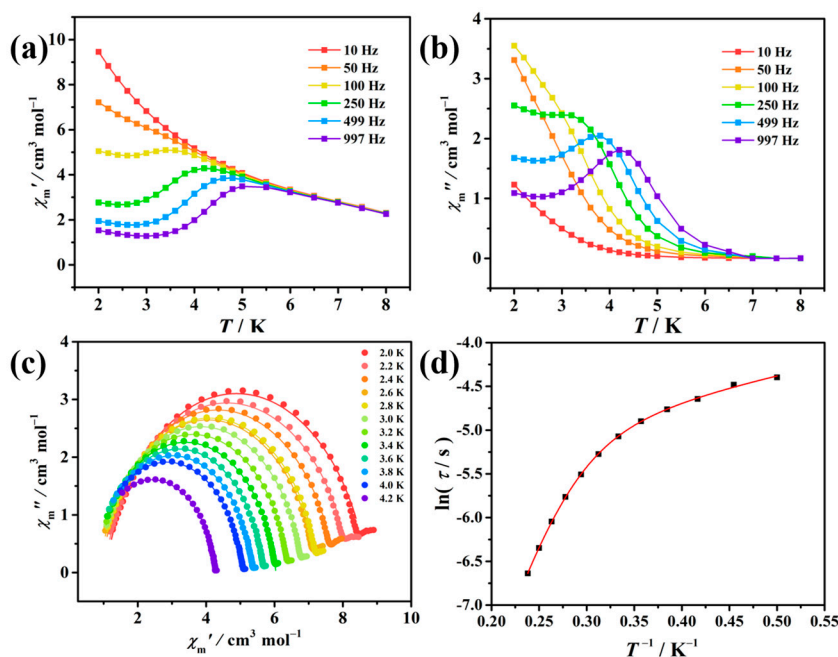 (a)
10
8
6
4
2
0
χm′ / cm³ mol⁻¹
10 Hz
50 Hz
100 Hz
250 Hz
499 Hz
997 Hz
2 3 4 5 6 7 8
T / K
(b)
4
3
2
1
0
χm″ / cm³ mol⁻¹
10 Hz
50 Hz
100 Hz
250 Hz
499 Hz
997 Hz
2 3 4 5 6 7 8
T / K
(c)
4
3
2
1
0
χm″ / cm³ mol⁻¹
2.0 K
2.2 K
2.4 K
2.6 K
2.8 K
3.0 K
3.2 K
3.4 K
3.6 K
3.8 K
4.0 K
4.2 K
2 4 6 8 10
χm′ / cm³ mol⁻¹
(d)
-4.0
-4.5
-5.0
-5.5
-6.0
-6.5
-7.0
ln( τ / s )
0.20 0.25 0.30 0.35 0.40 0.45 0.50 0.55
T⁻¹ / K⁻¹